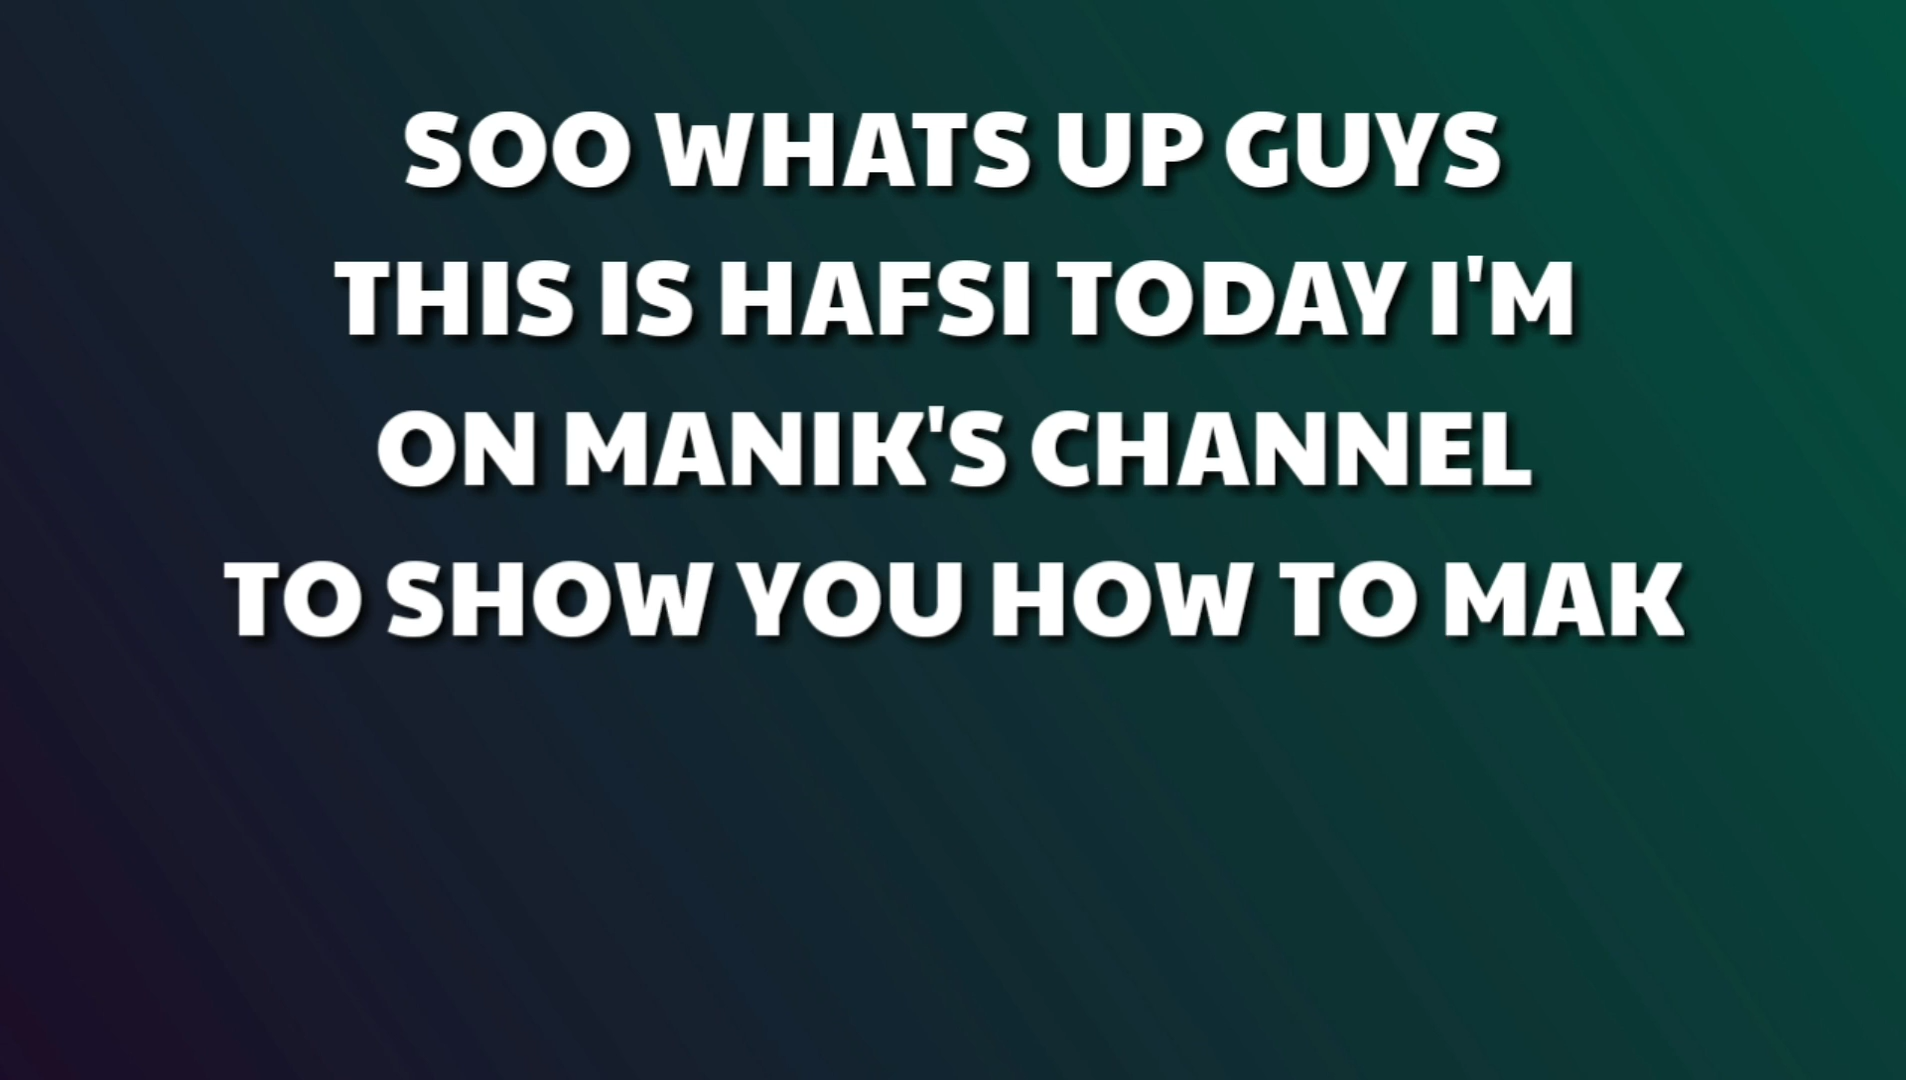 SOO WHATS UP GUYS
THIS IS HAFSI TODAY I'M
ON MANIK'S CHANNEL
TO SHOW YOU HOW TO MAK